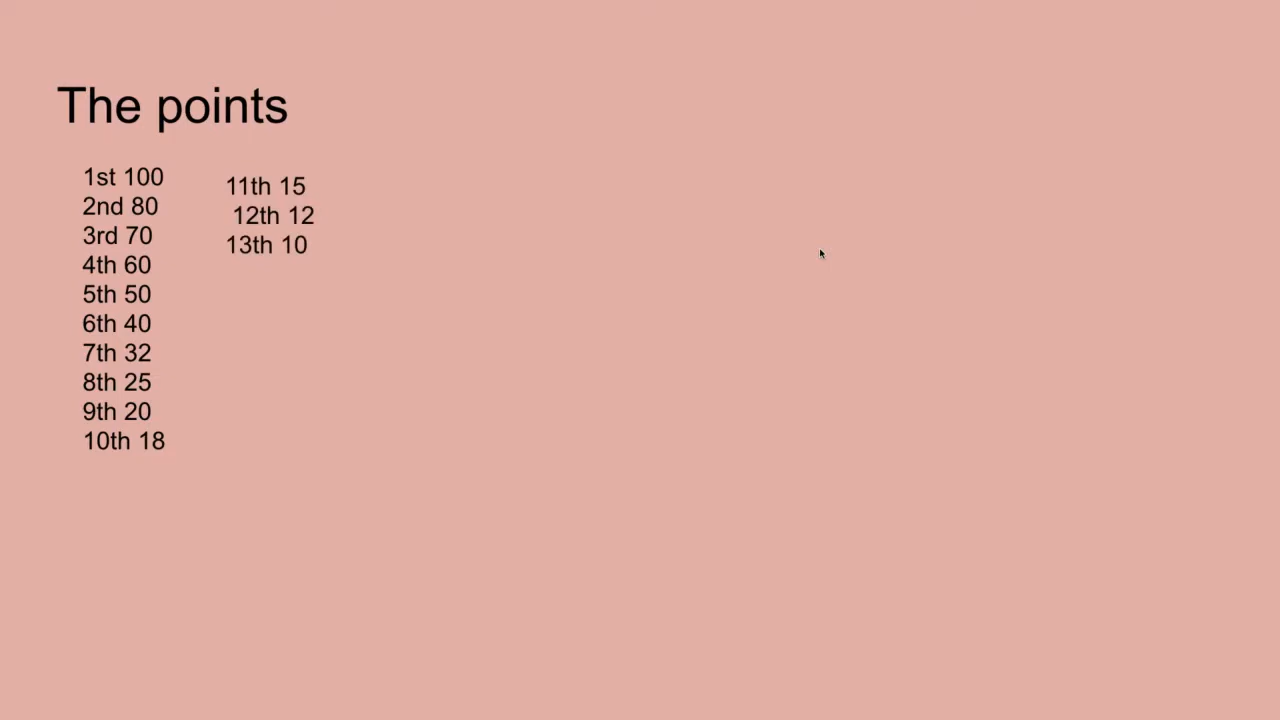 The points
1st 100
2nd 80
3rd 70
4th 60
5th 50
6th 40
7th 32
8th 25
9th 20
10th 18
11th 15
12th 12
13th 10